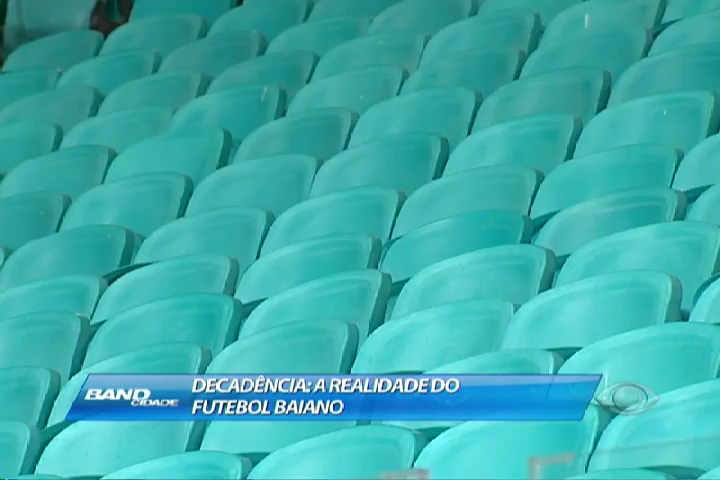 BAND
CIDADE
DECADÊNCIA: A REALIDADE DO
FUTEBOL BAIANO